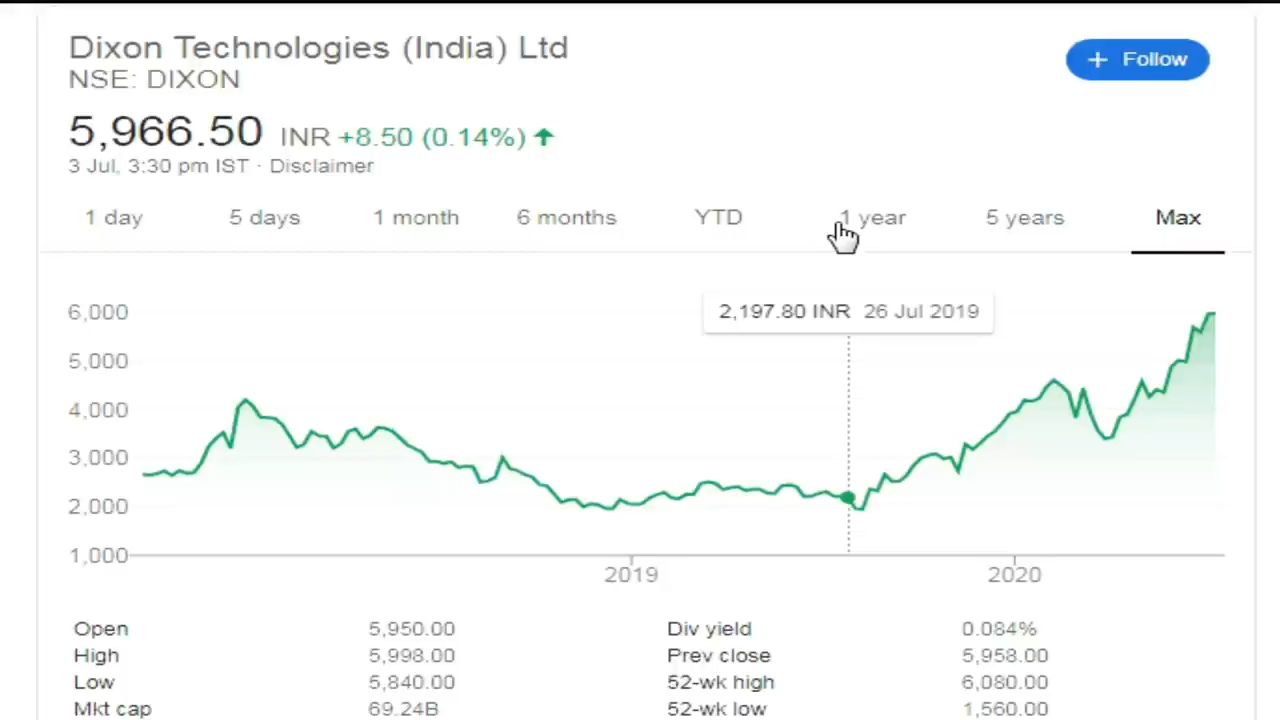 Dixon Technologies (India) Ltd
NSE: DIXON
+ Follow
5,966.50 INR +8.50 (0.14%)
3 Jul, 3:30 pm IST · Disclaimer
1 day 5 days 1 month 6 months YTD 1 year 5 years Max
2,197.80 INR 26 Jul 2019
6,000
5,000
4,000
3,000
2,000
1,000
2019 2020
Open 5,950.00 Div yield 0.084%
High 5,998.00 Prev close 5,958.00
Low 5,840.00 52-wk high 6,080.00
Mkt cap 69.24B 52-wk low 1,560.00